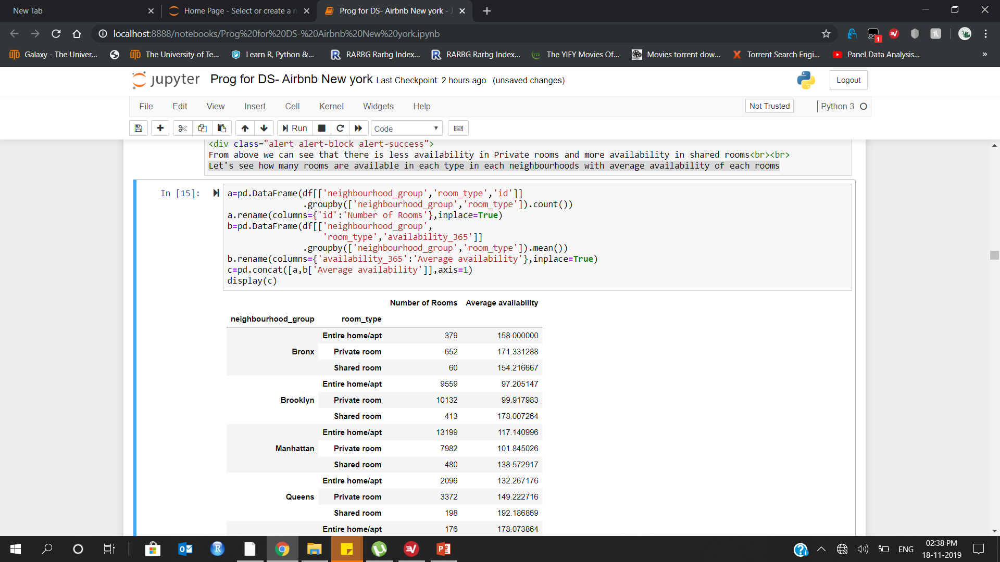 New Tab
Home Page - Select or create a n
Prog for DS- Airbnb New york - J
localhost:8888/notebooks/Prog%20for%20DS-%20Airbnb%20New%20york.ipynb
1
Galaxy - The Univer...
The University of Te...
Learn R, Python &...
RARBG Rarbg Index...
RARBG Rarbg Index...
The YIFY Movies Of...
Movies torrent dow...
Torrent Search Engi...
Panel Data Analysis...
»
jupyter Prog for DS- Airbnb New york Last Checkpoint: 2 hours ago (unsaved changes)
Logout
File Edit View Insert Cell Kernel Widgets Help
Not Trusted
Python 3
Run
Code
<div class="alert alert-block alert-success">
From above we can see that there is less availability in Private rooms and more availability in shared rooms<br><br>
Let's see how many rooms are available in each type in each neighbourhoods with average availability of each rooms
In [15]:
a=pd.DataFrame(df[['neighbourhood_group','room_type','id']]
.groupby(['neighbourhood_group','room_type']).count())
a.rename(columns={'id':'Number of Rooms'},inplace=True)
b=pd.DataFrame(df[['neighbourhood_group',
'room_type','availability_365']]
.groupby(['neighbourhood_group','room_type']).mean())
b.rename(columns={'availability_365':'Average availability'},inplace=True)
c=pd.concat([a,b['Average availability']],axis=1)
display(c)
Number of Rooms Average availability
neighbourhood_group room_type
Entire home/apt 379 158.000000
Bronx Private room 652 171.331288
Shared room 60 154.216667
Entire home/apt 9559 97.205147
Brooklyn Private room 10132 99.917983
Shared room 413 178.007264
Entire home/apt 13199 117.140996
Manhattan Private room 7982 101.845026
Shared room 480 138.572917
Entire home/apt 2096 132.267176
Queens Private room 3372 149.222716
Shared room 198 192.186869
Entire home/apt 176 178.073864
ENG
02:38 PM
18-11-2019